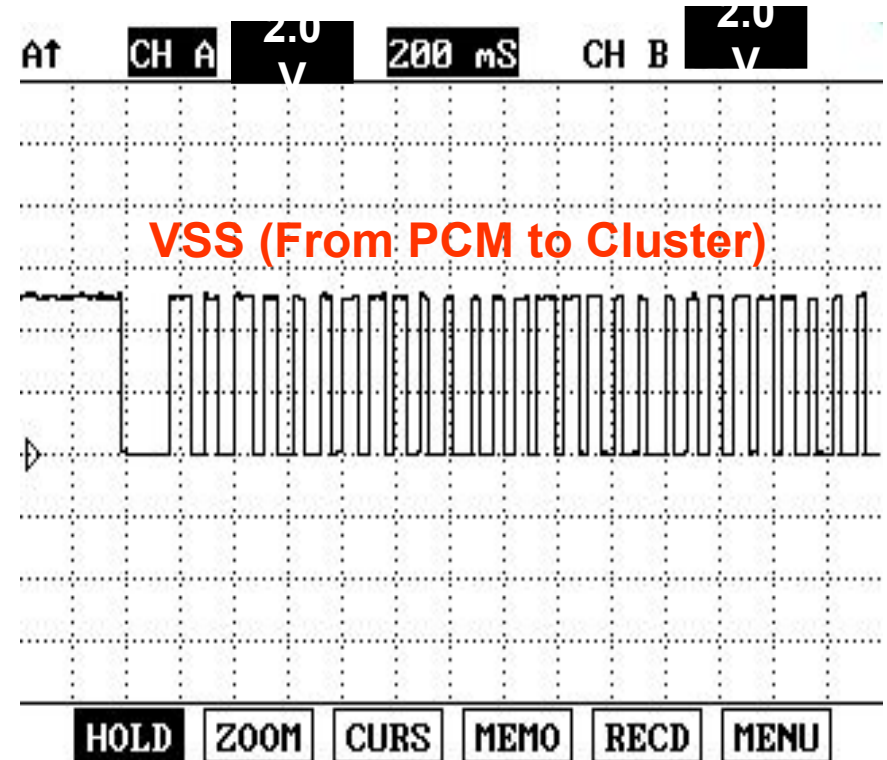 A↑ CH A 2.0 V 200 mS CH B 2.0 V
VSS (From PCM to Cluster)
HOLD ZOOM CURS MEMO RECD MENU